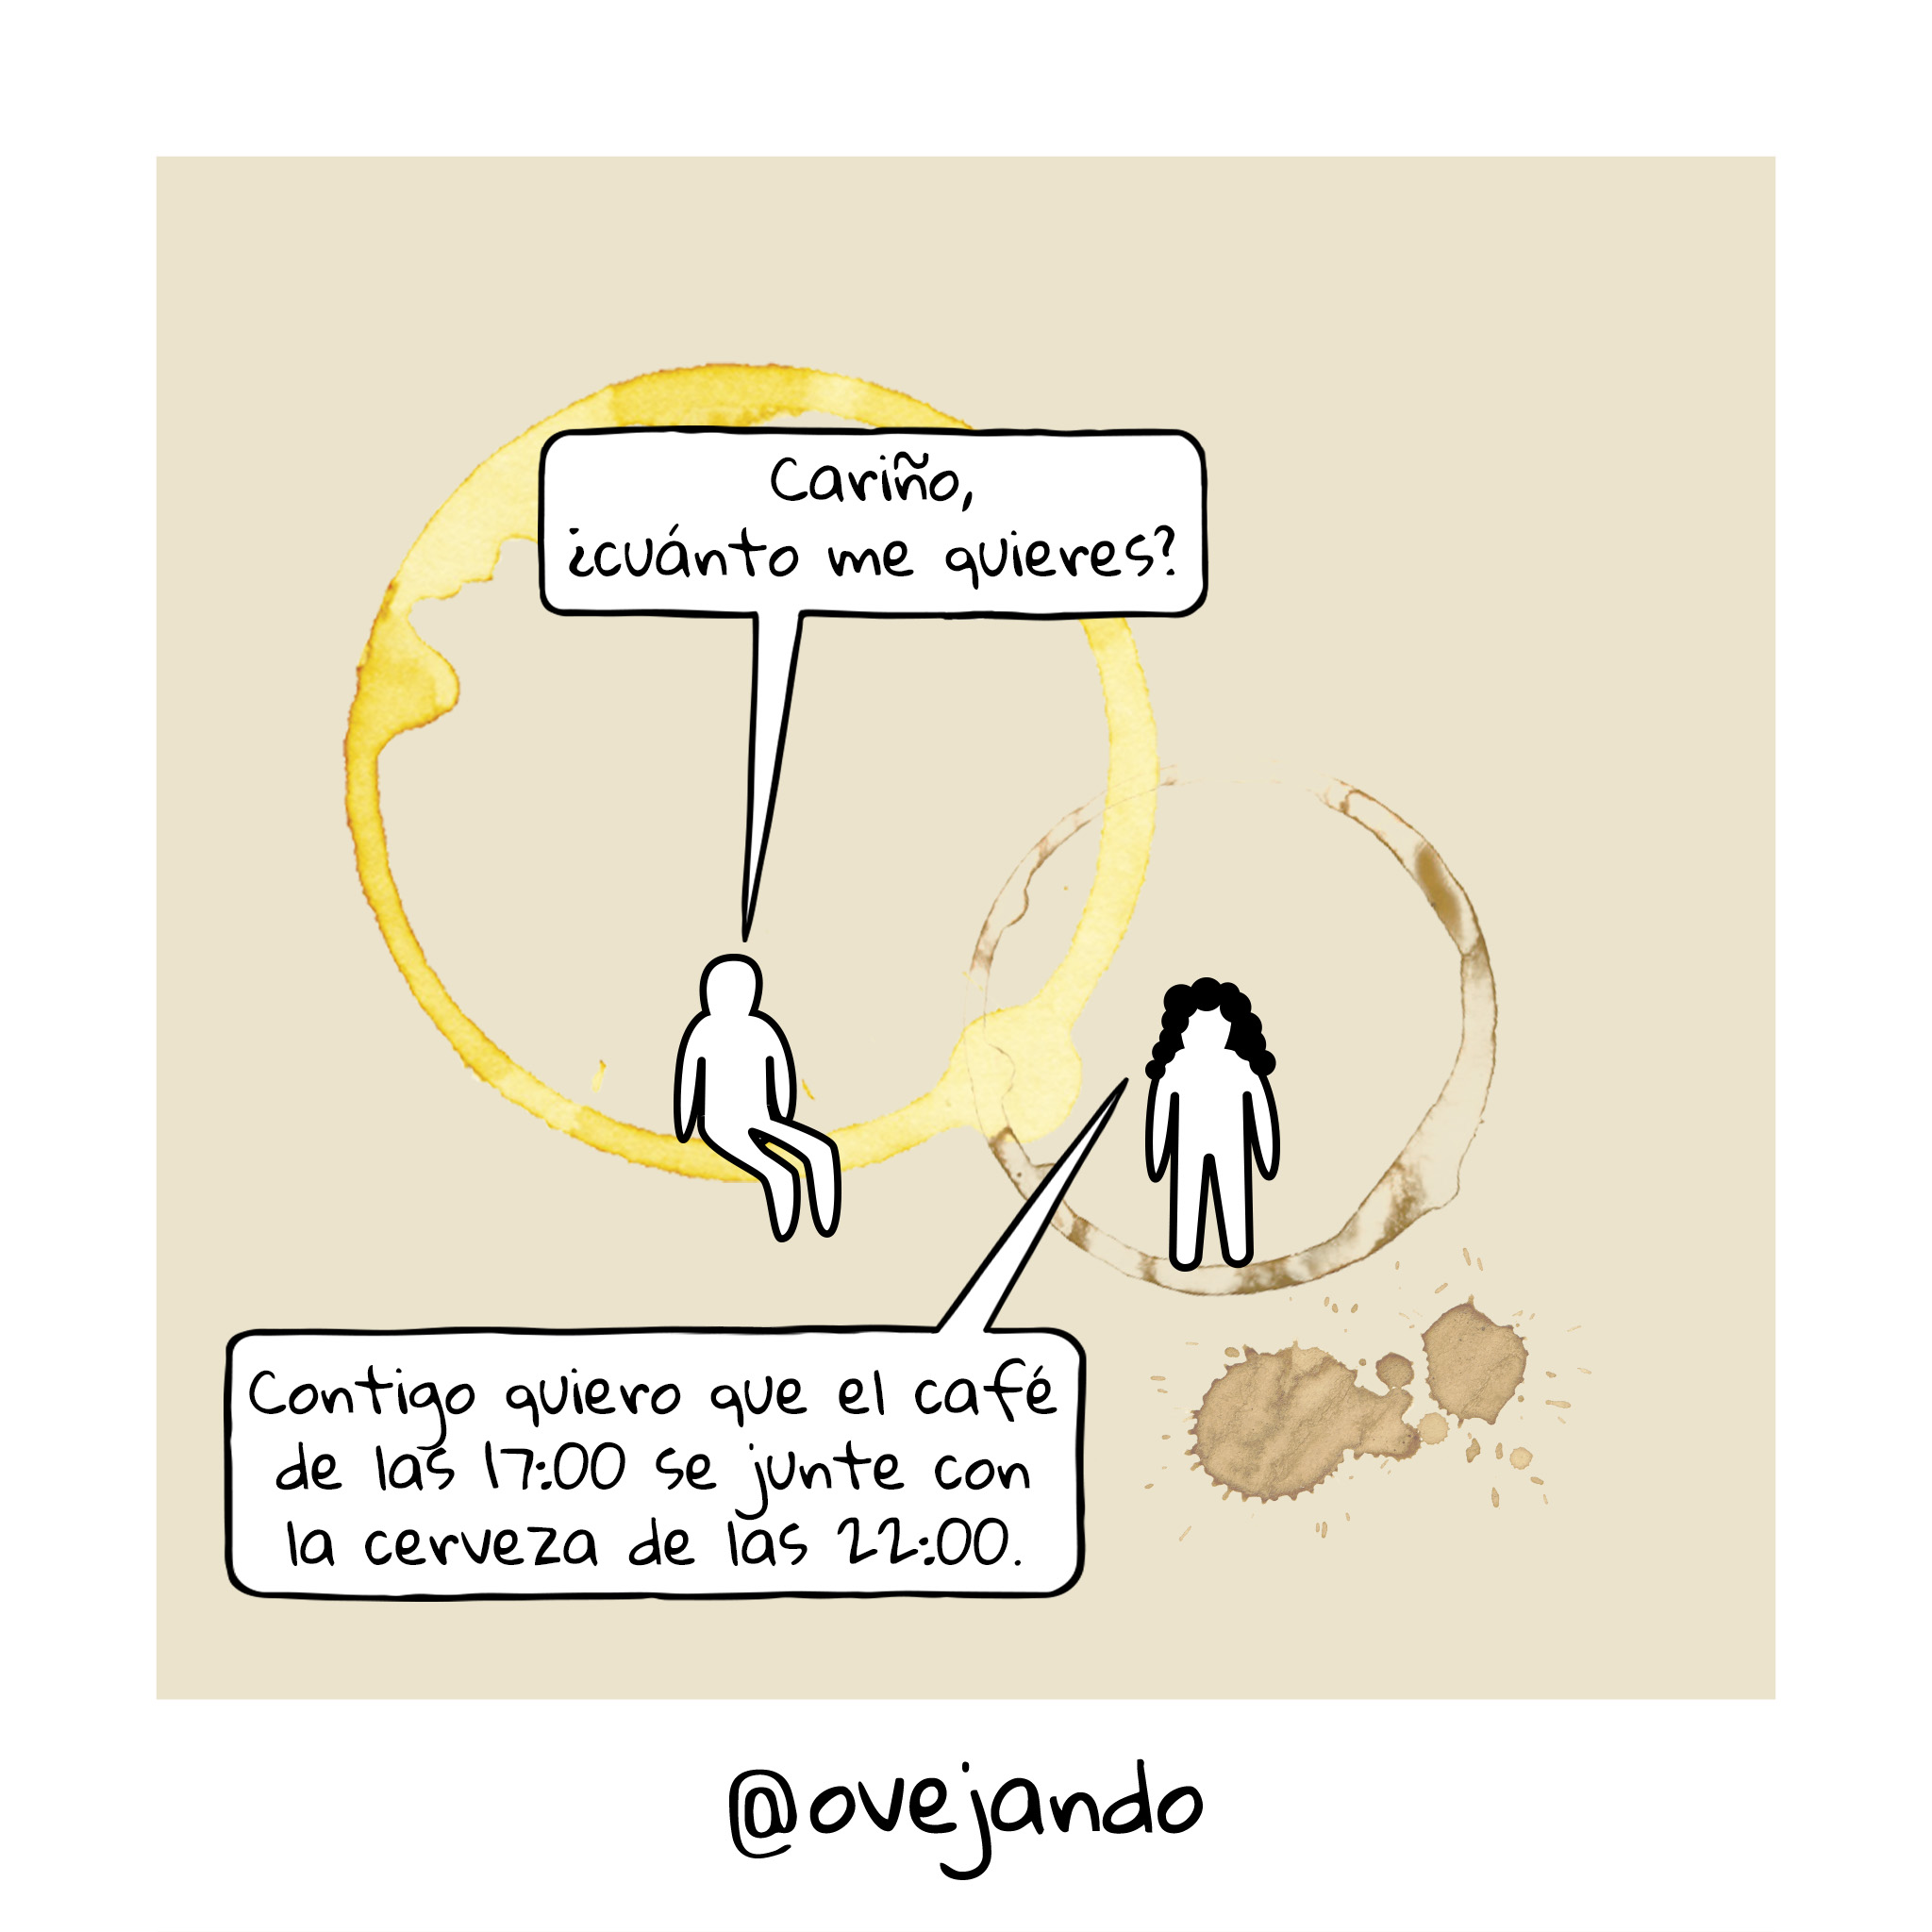 Cariño,
¿cuánto me quieres?
Contigo quiero que el café
de las 17:00 se junte con
la cerveza de las 22:00.
@ovejando